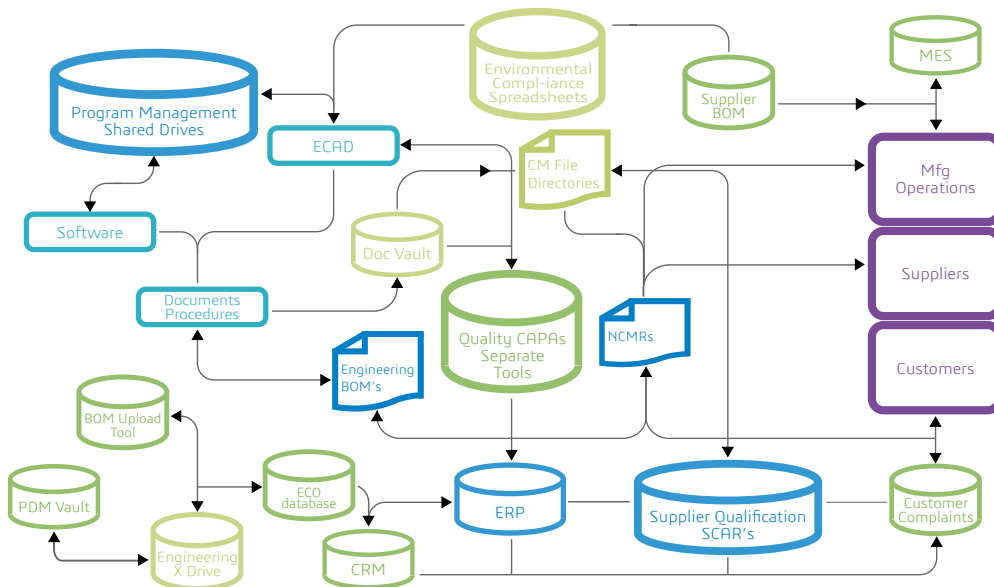 Environmental
Compl-iance
Spreadsheets
MES
Program Management
Shared Drives
Supplier
BOM
ECAD
CM File
Directories
Mfg
Operations
Software
Doc Vault
Suppliers
Documents
Procedures
Quality CAPAs
Separate
Tools
NCMRs
Engineering
BOM's
Customers
BOM Upload
Tool
PDM Vault
ECO
database
ERP
Supplier Qualification
SCAR's
Customer
Complaints
Engineering
X Drive
CRM